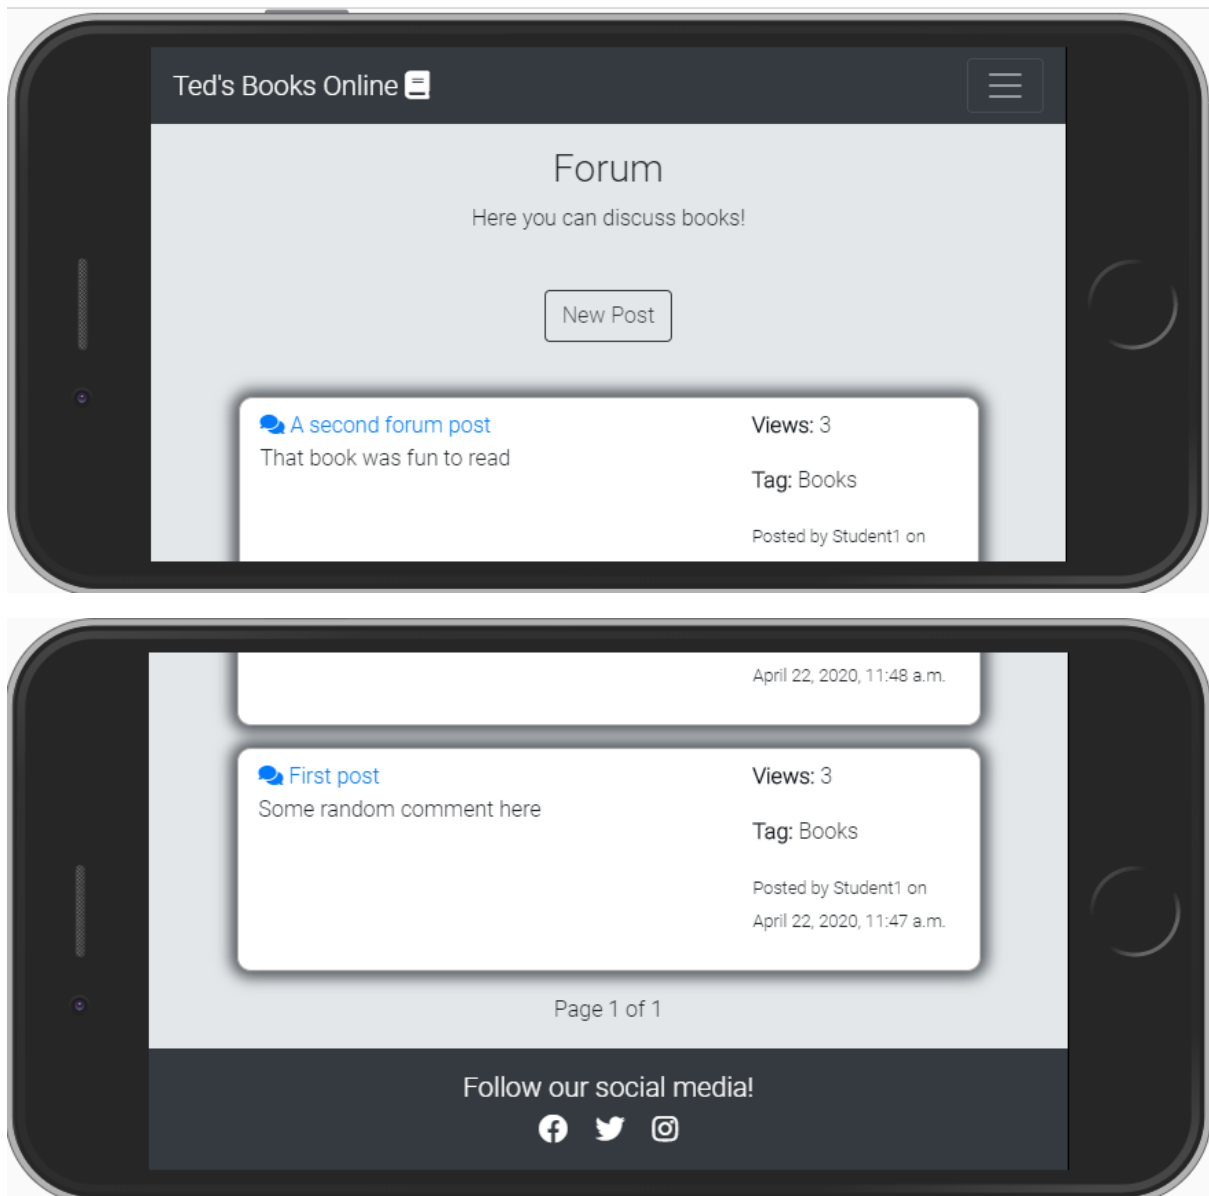 Ted's Books Online
Forum
Here you can discuss books!
New Post
A second forum post
That book was fun to read
Views: 3
Tag: Books
Posted by Student1 on
April 22, 2020, 11:48 a.m.
First post
Some random comment here
Views: 3
Tag: Books
Posted by Student1 on
April 22, 2020, 11:47 a.m.
Page 1 of 1
Follow our social media!